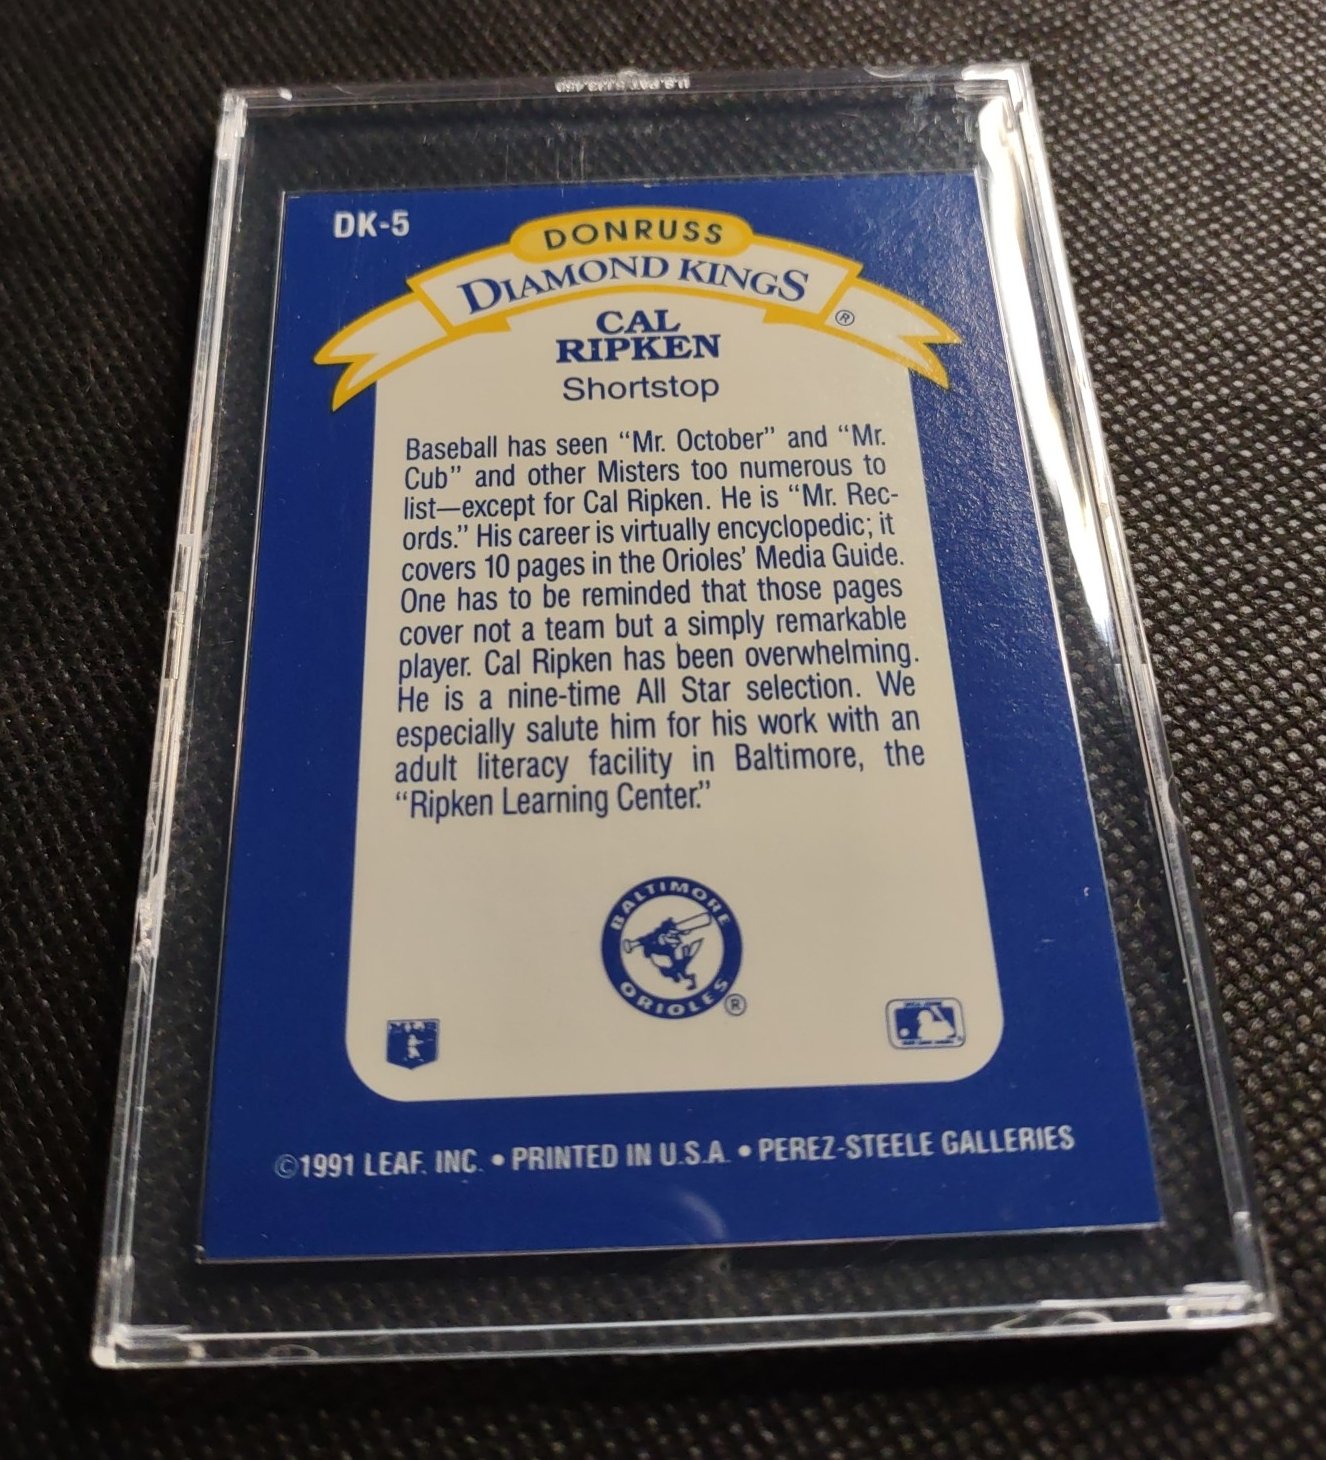 DK-5
DONRUSS
DIAMOND KINGS
®
CAL
RIPKEN
Shortstop
Baseball has seen “Mr. October” and “Mr.
Cub” and other Misters too numerous to
list—except for Cal Ripken. He is “Mr. Rec-
ords.” His career is virtually encyclopedic; it
covers 10 pages in the Orioles’ Media Guide.
One has to be reminded that those pages
cover not a team but a simply remarkable
player. Cal Ripken has been overwhelming.
He is a nine-time All Star selection. We
especially salute him for his work with an
adult literacy facility in Baltimore, the
“Ripken Learning Center.”
BALTIMORE
ORIOLES
®
©1991 LEAF, INC. • PRINTED IN U.S.A. • PEREZ-STEELE GALLERIES